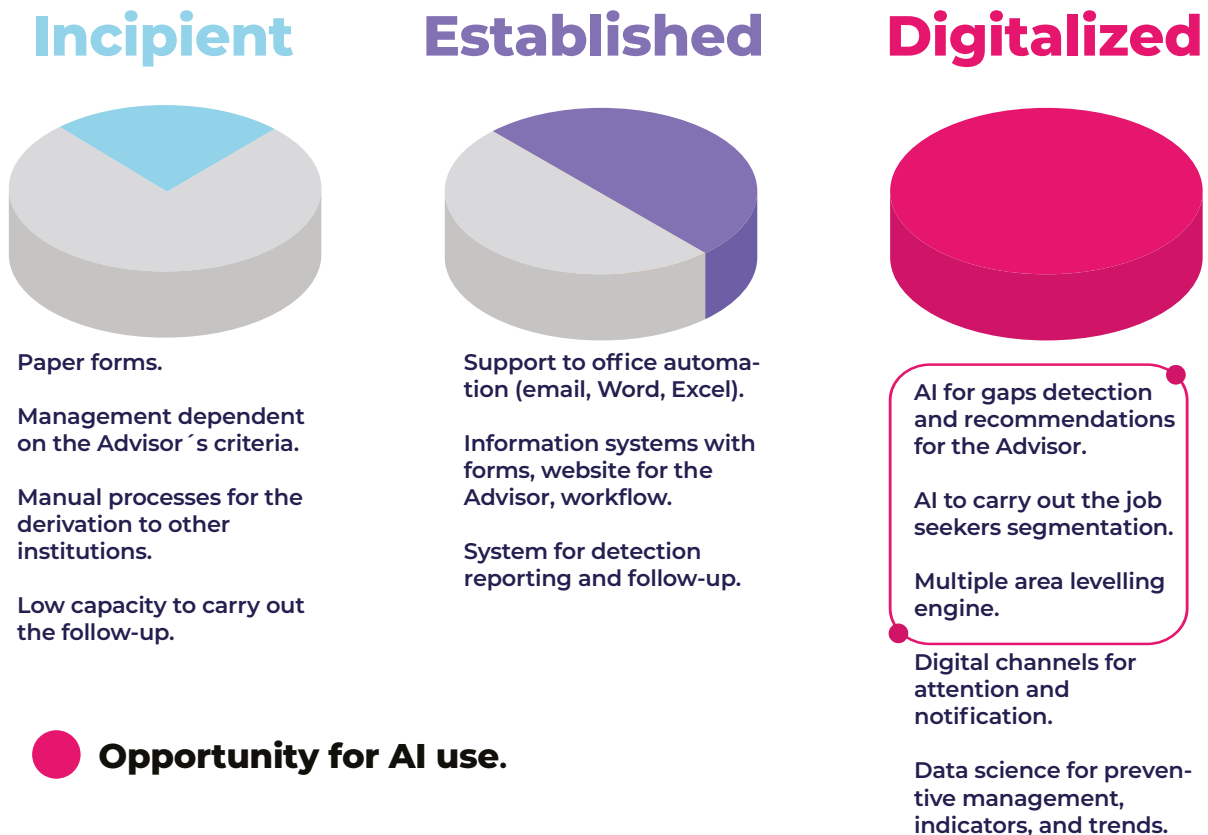 Incipient
Paper forms.
Management dependent
on the Advisor´s criteria.
Manual processes for the
derivation to other
institutions.
Low capacity to carry out
the follow-up.
Established
Support to office automa-
tion (email, Word, Excel).
Information systems with
forms, website for the
Advisor, workflow.
System for detection
reporting and follow-up.
Digitalized
AI for gaps detection
and recommendations
for the Advisor.
AI to carry out the job
seekers segmentation.
Multiple area levelling
engine.
Digital channels for
attention and
notification.
Data science for preven-
tive management,
indicators, and trends.
Opportunity for AI use.